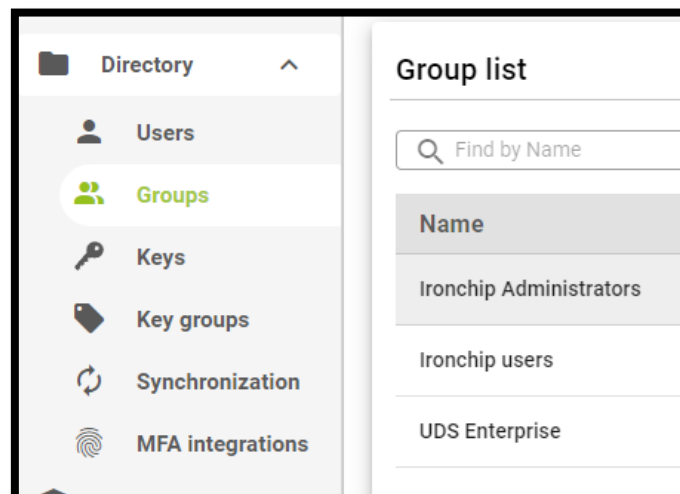 Directory
Users
Groups
Keys
Key groups
Synchronization
MFA integrations
Group list
Find by Name
Name
Ironchip Administrators
Ironchip users
UDS Enterprise